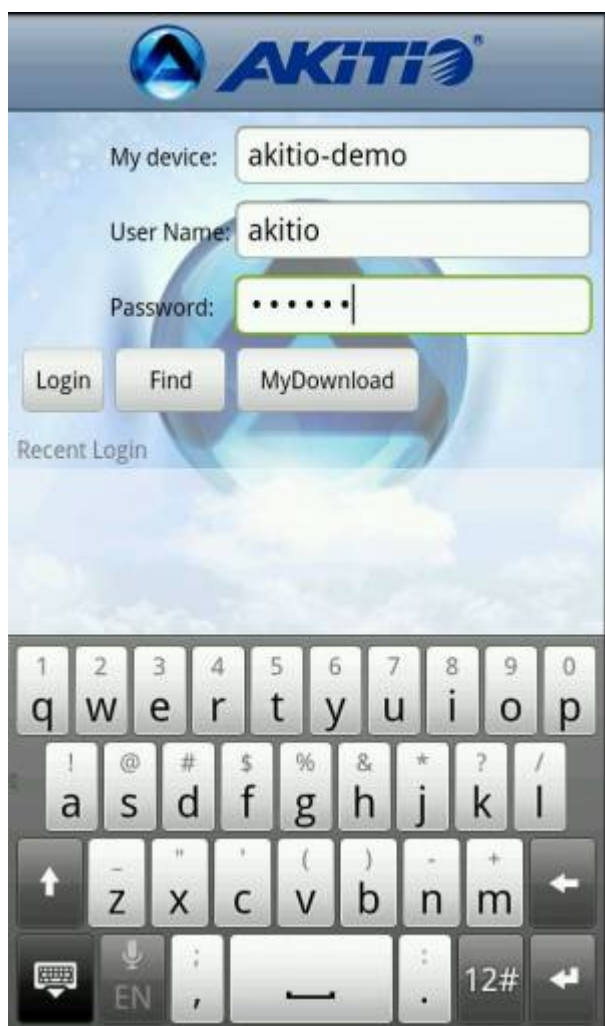 AKiTiO®
My device: akitio-demo
User Name: akitio
Password: ••••••
Login Find MyDownload
Recent Login
1 2 3 4 5 6 7 8 9 0
q w e r t y u i o p
! @ # $ % & * ? /
a s d f g h j k l
_ " ' ( ) - +
z x c v b n m
; :
EN , . 12#